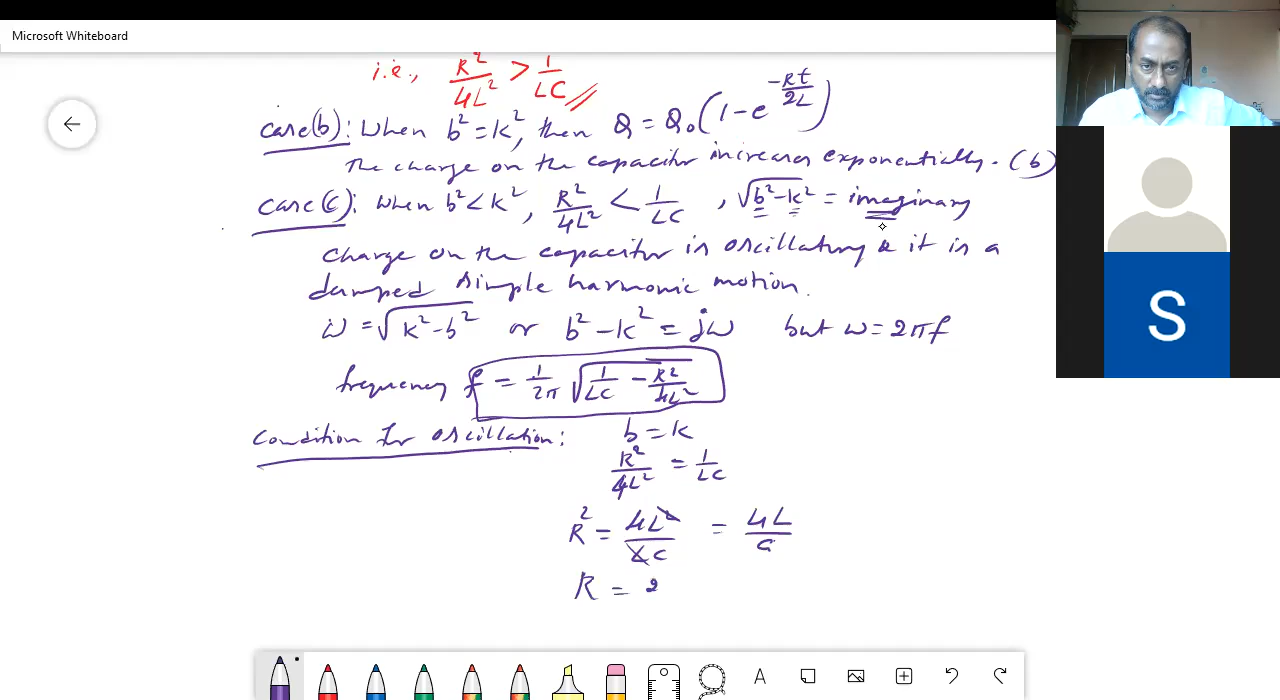 Microsoft Whiteboard
i.e., R²/4L² > 1/LC //
case(b): When b² = k², then Q = Q₀(1 - e^(-Rt/2L))
The charge on the capacitor increases exponentially. (b)
case(c): When b² < k², R²/4L² < 1/LC, √(b² - k²) = imaginary
charge on the capacitor is oscillating & it is a
damped simple harmonic motion.
ω = √(k² - b²) or b² - k² = jω but ω = 2πf
frequency f = 1/2π √(1/LC - R²/4L²)
Condition for oscillation: b = k
R²/4L² = 1/LC
R² = 4L²/LC = 4L/C
R = 2
S
A